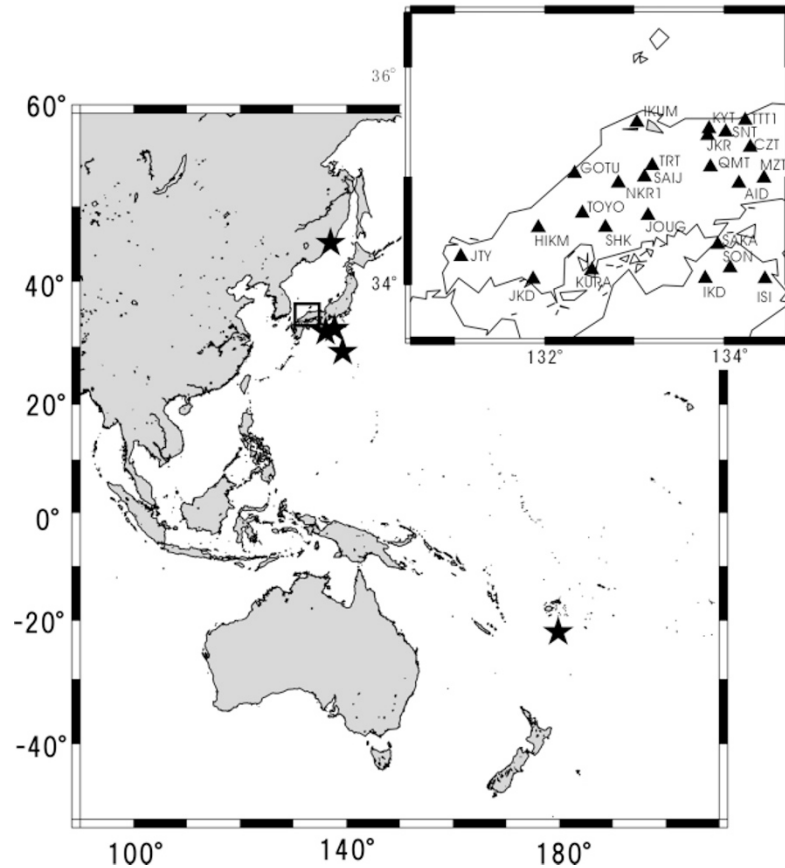 60°
36°
IKUM
KYT
TTT1
SNT
JKR
CZT
GOTU
TRT
QMT
MZT
SAIJ
NKR1
AID
TOYO
JOUG
HIKM
SHK
SAKA
JTY
SON
34°
40°
KURA
JKD
IKD
ISI
132°
134°
20°
0°
-20°
-40°
100°
140°
180°